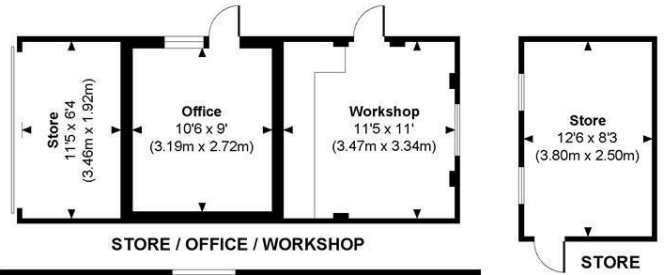 Store
11'5 x 6'4
(3.46m x 1.92m)
Office
10'6 x 9'
(3.19m x 2.72m)
Workshop
11'5 x 11'
(3.47m x 3.34m)
Store
12'6 x 8'3
(3.80m x 2.50m)
STORE / OFFICE / WORKSHOP
STORE